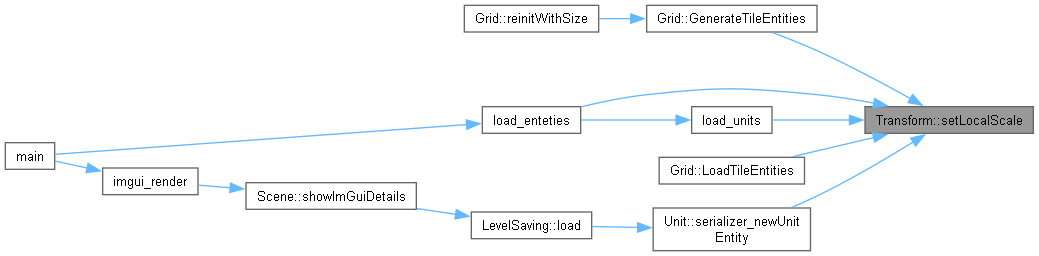 Grid::reinitWithSize
Grid::GenerateTileEntities
load_enteties
load_units
Transform::setLocalScale
main
imgui_render
Grid::LoadTileEntities
Scene::showImGuiDetails
LevelSaving::load
Unit::serializer_newUnit
Entity